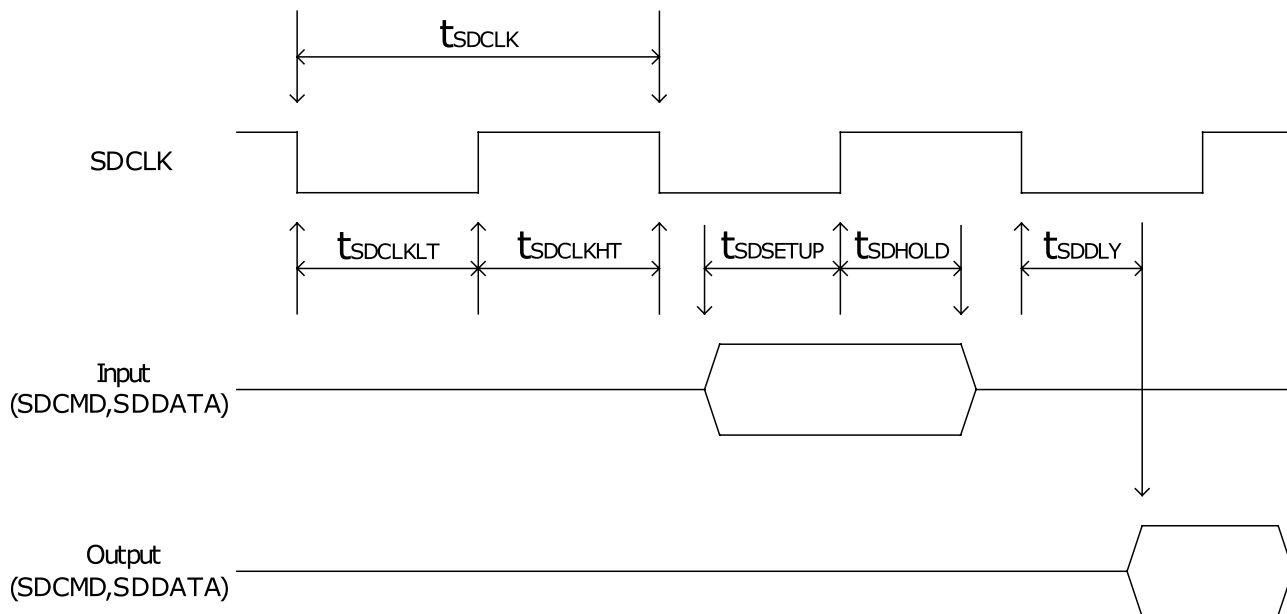 tSDCLK
SDCLK
tSDCLKLT
tSDCLKHT
tSDSETUP
tSDHOLD
tSDDLY
Input
(SDCMD,SDDATA)
Output
(SDCMD,SDDATA)